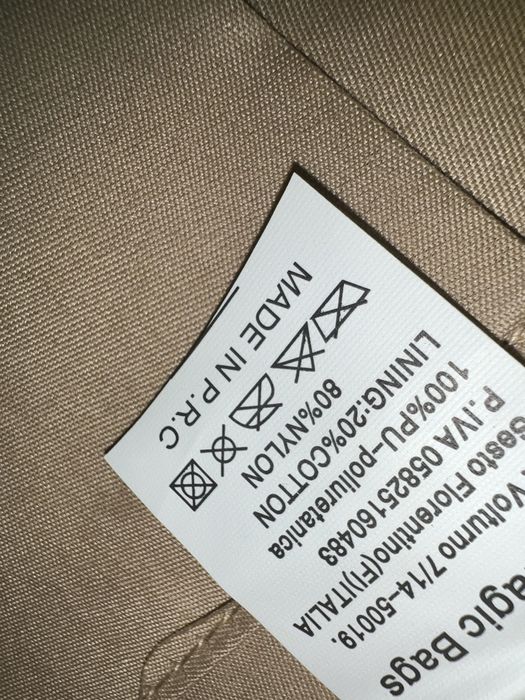 agic Bags
Volturno 7/14-50019,
Sesto Fiorentino(FI)ITALIA
P.IVA 05825160483
100%PU-poliuretanica
LINING:20%COTTON
80%NYLON
MADE IN P.R.C